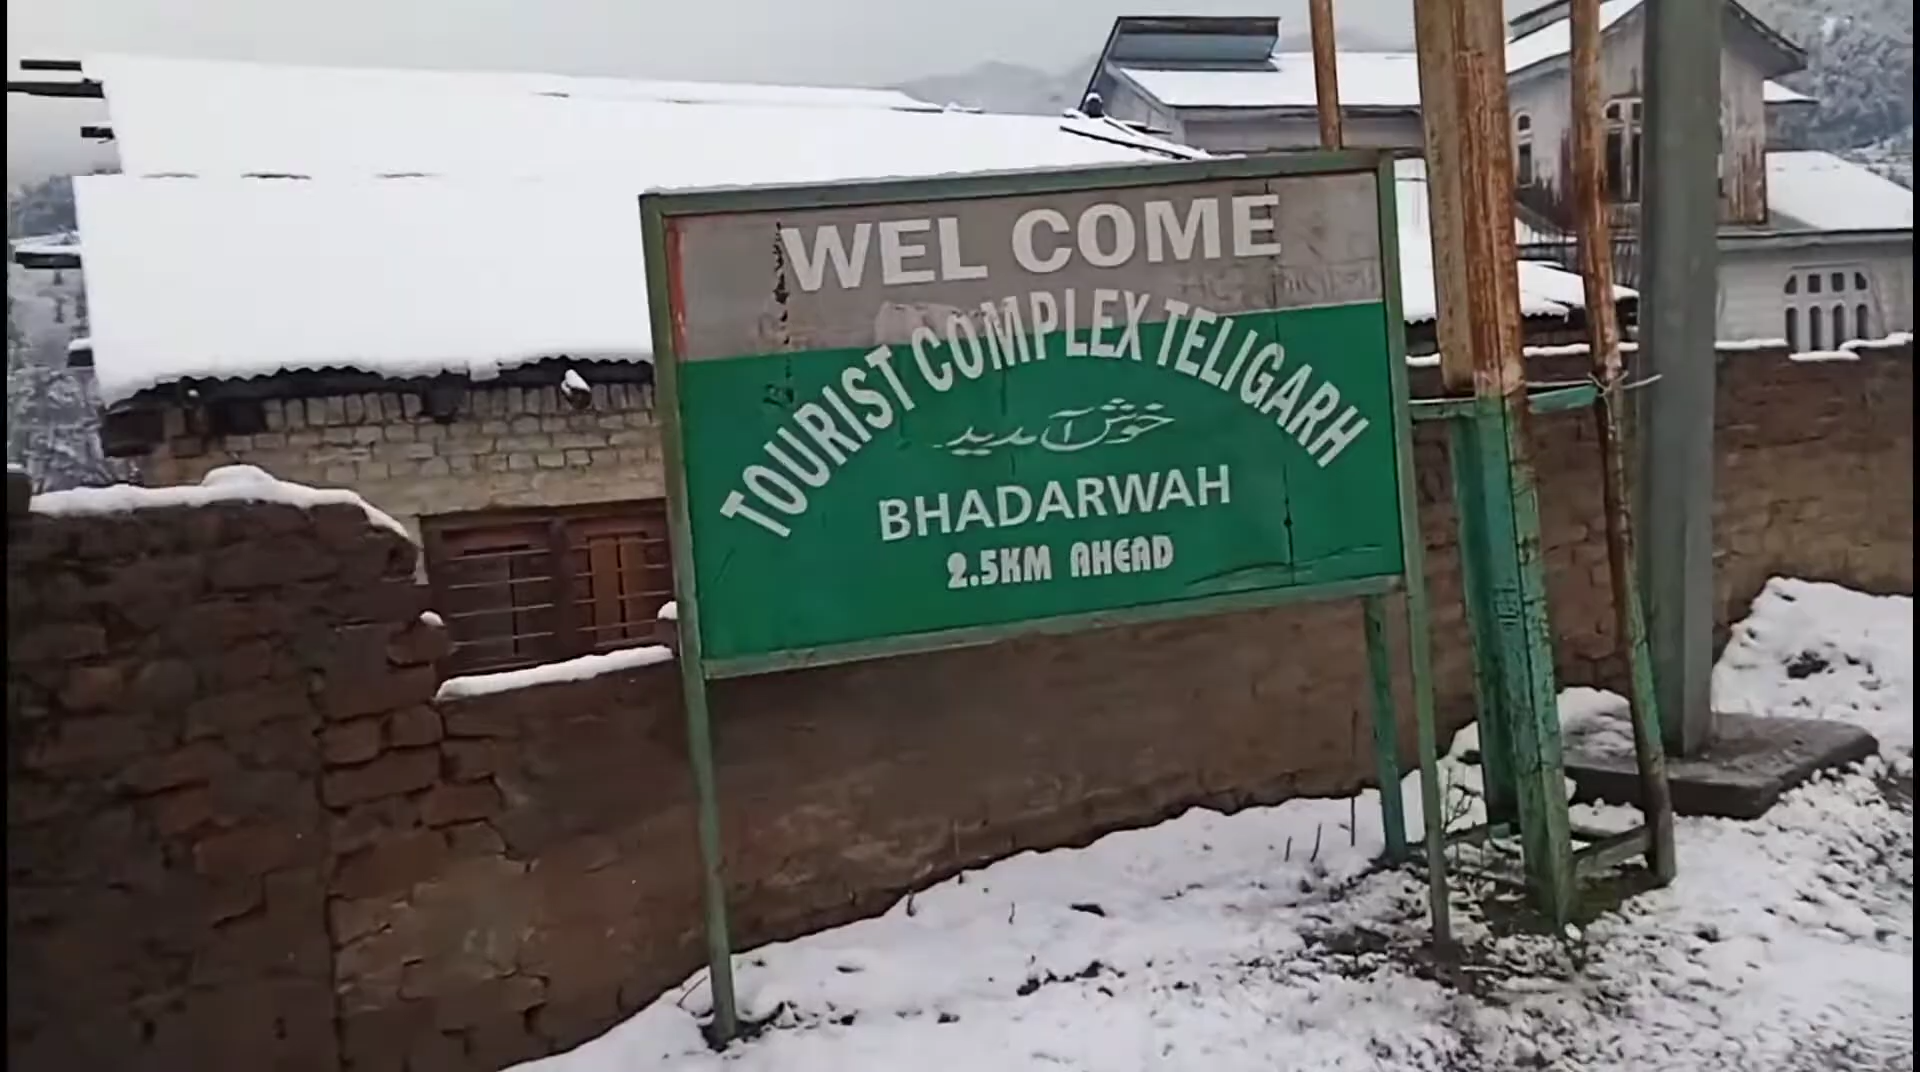 WEL COME
TOURIST COMPLEX TELIGARH
خوش آمدید
BHADARWAH
2.5KM AHEAD